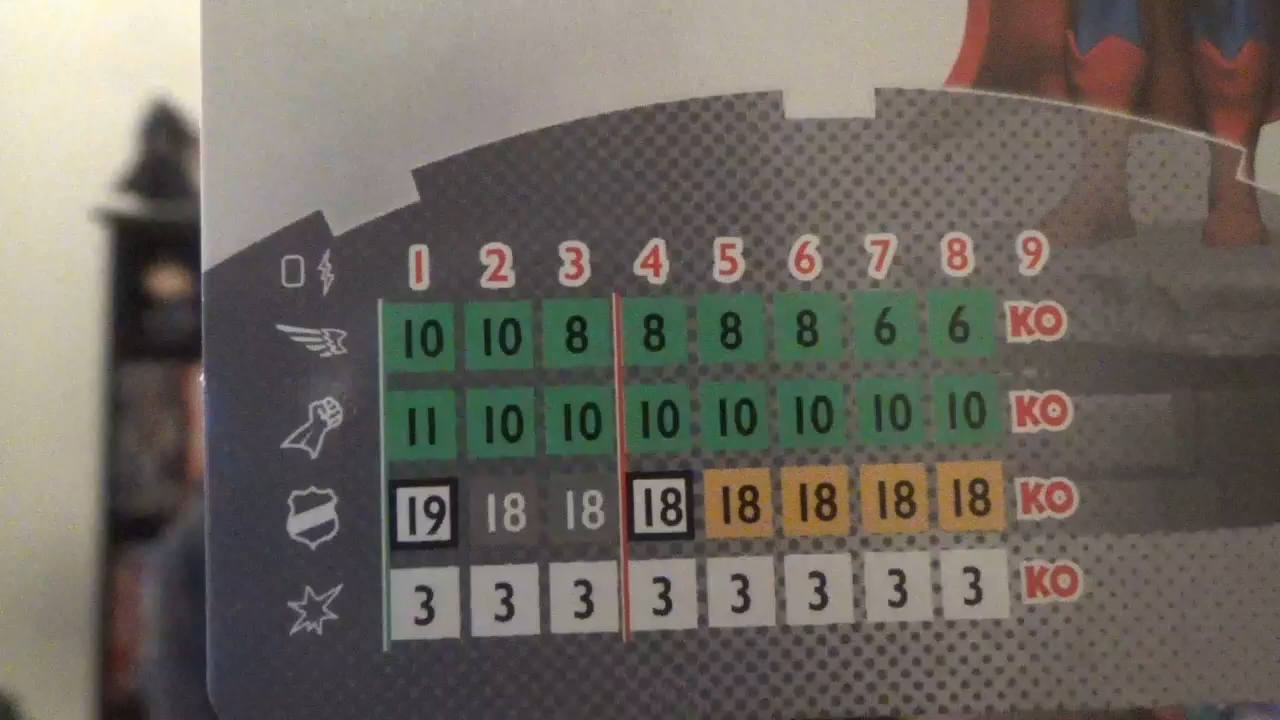 1 2 3 4 5 6 7 8 9
10 10 8 8 8 8 6 6 KO
11 10 10 10 10 10 10 10 KO
19 18 18 18 18 18 18 18 KO
3 3 3 3 3 3 3 3 KO